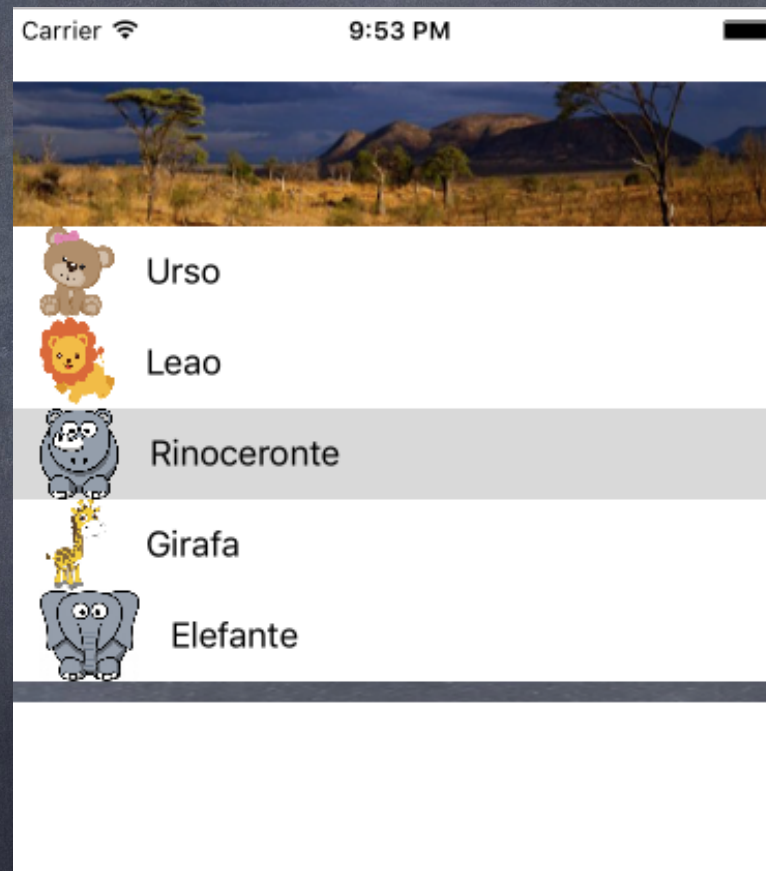 Carrier 9:53 PM
Urso
Leao
Rinoceronte
Girafa
Elefante